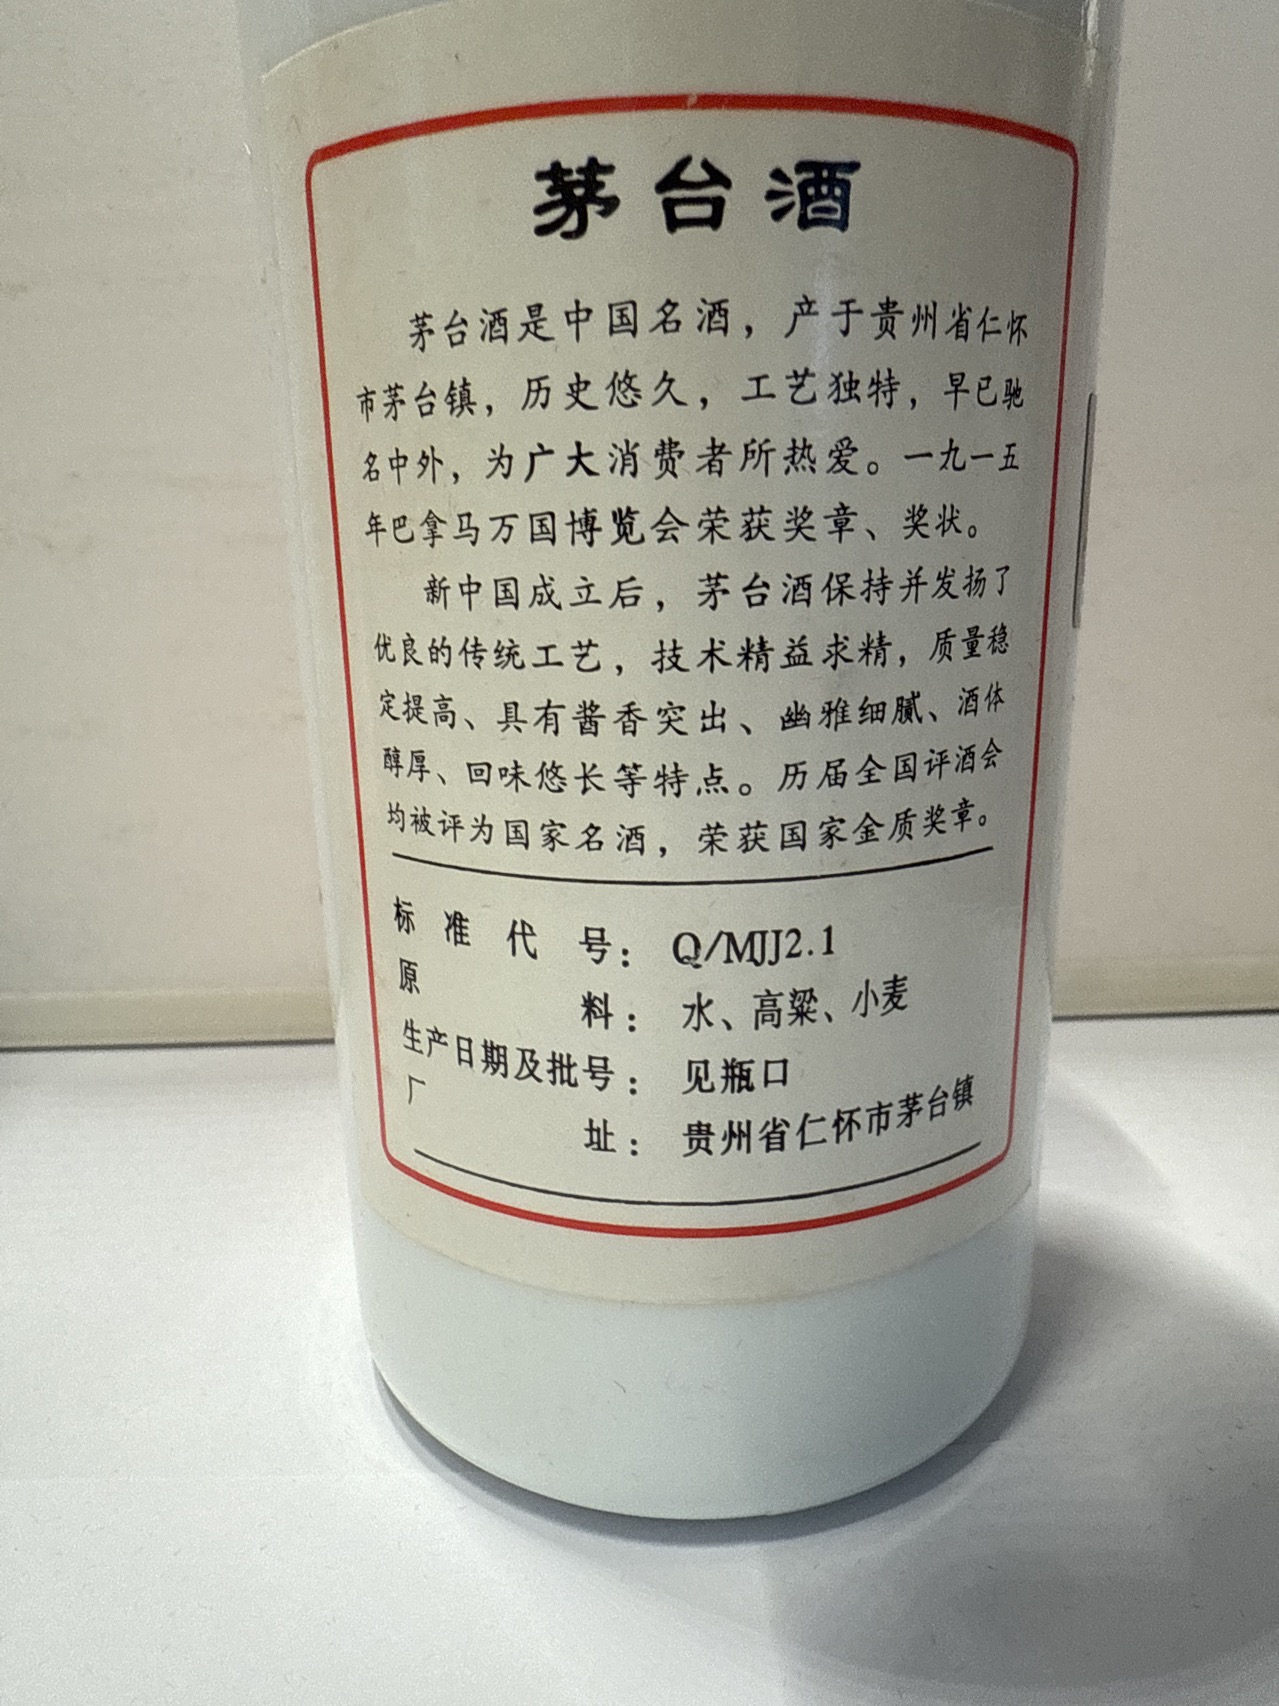 茅台酒
茅台酒是中国名酒，产于贵州省仁怀
市茅台镇，历史悠久，工艺独特，早已驰
名中外，为广大消费者所热爱。一九一五
年巴拿马万国博览会荣获奖章、奖状。
新中国成立后，茅台酒保持并发扬了
优良的传统工艺，技术精益求精，质量稳
定提高、具有酱香突出、幽雅细腻、酒体
醇厚、回味悠长等特点。历届全国评酒会
均被评为国家名酒，荣获国家金质奖章。
标准代号：Q/MJJ2.1
原料：水、高粱、小麦
生产日期及批号：见瓶口
厂址：贵州省仁怀市茅台镇